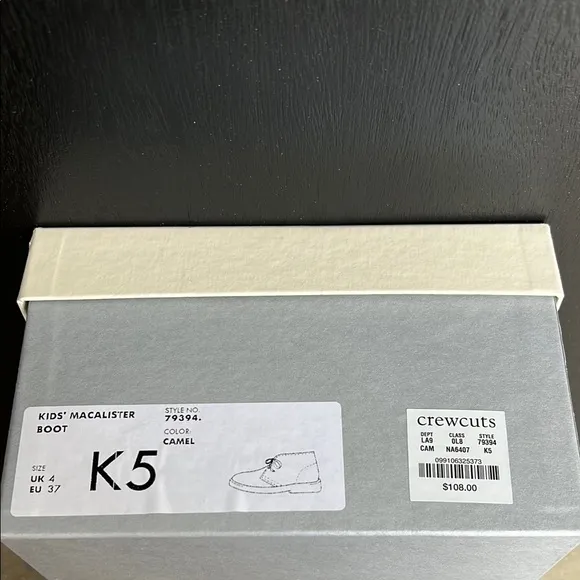 KIDS' MACALISTER
BOOT
STYLE NO.
79394.
COLOR:
CAMEL
SIZE
UK 4
EU 37
K5
crewcuts
DEPT CLASS STYLE
LA9 0L8 79394
CAM NA6407 K5
099106325373
$108.00